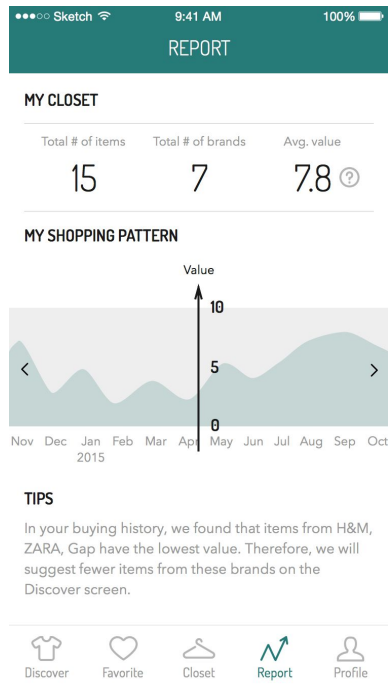 Sketch 9:41 AM 100%
REPORT
MY CLOSET
Total # of items Total # of brands Avg. value
15 7 7.8 ?
MY SHOPPING PATTERN
Value
10
5
0
Nov Dec Jan Feb Mar Apr May Jun Jul Aug Sep Oct
2015
TIPS
In your buying history, we found that items from H&M,
ZARA, Gap have the lowest value. Therefore, we will
suggest fewer items from these brands on the
Discover screen.
Discover Favorite Closet Report Profile